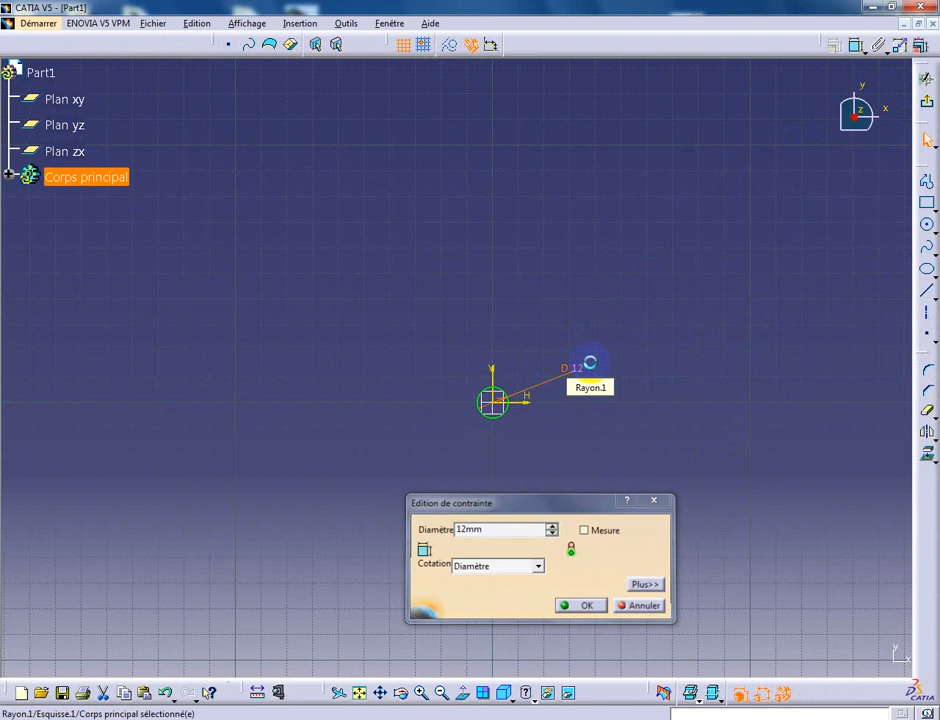 CATIA V5 - [Part1]
Démarrer ENOVIA V5 VPM Fichier Edition Affichage Insertion Outils Fenêtre Aide
Part1
Plan xy
Plan yz
Plan zx
Corps principal
y
x
z
V
H
D 12
Rayon.1
Edition de contrainte
Diamètre 12mm
Mesure
Cotation Diamètre
Plus>>
OK Annuler
y
x
Rayon.1/Esquisse.1/Corps principal sélectionné(e)